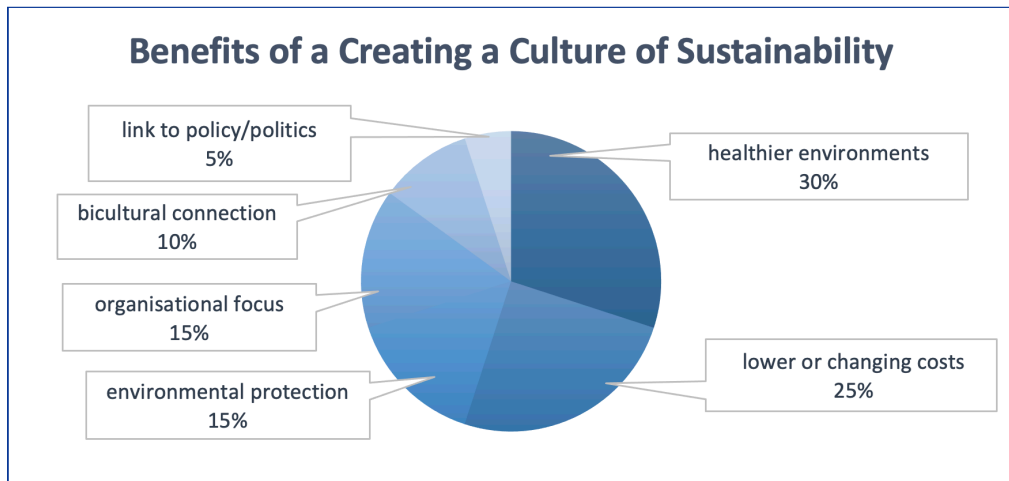 Benefits of a Creating a Culture of Sustainability
link to policy/politics
5%
healthier environments
30%
bicultural connection
10%
organisational focus
15%
lower or changing costs
25%
environmental protection
15%